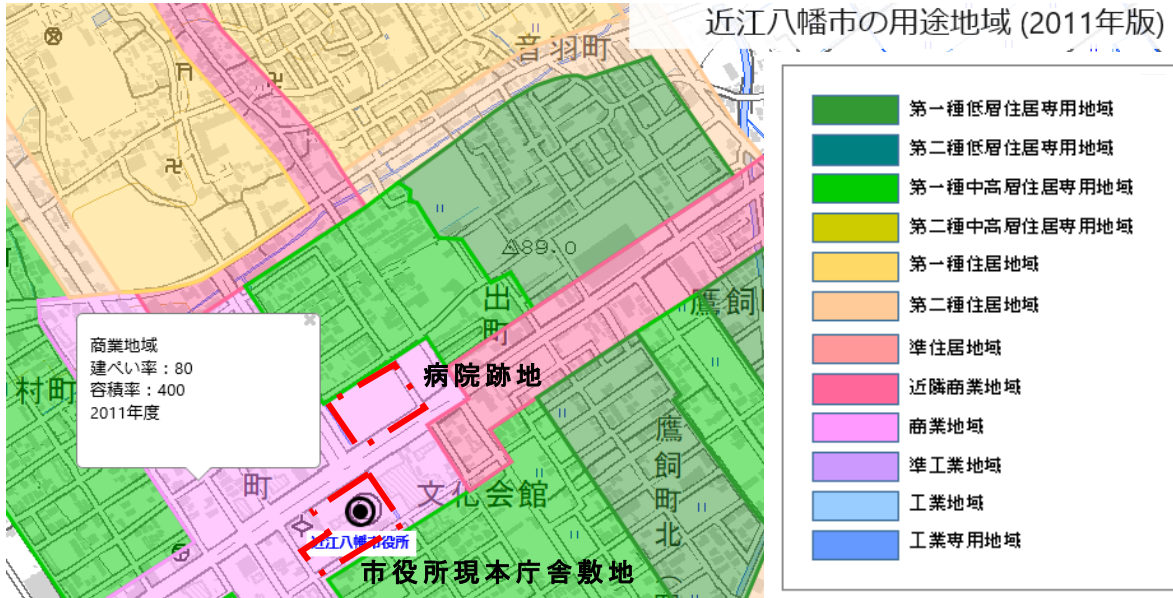 近江八幡市の用途地域 (2011年版)
音羽町
第一種低層住居専用地域
第二種低層住居専用地域
第一種中高層住居専用地域
第二種中高層住居専用地域
第一種住居地域
第二種住居地域
準住居地域
近隣商業地域
商業地域
準工業地域
工業地域
工業専用地域
89.0
出町
鷹飼
商業地域
建ぺい率：80
容積率：400
2011年度
村町
病院跡地
鷹飼町北
町
文化会館
近江八幡市役所
市役所現本庁舎敷地